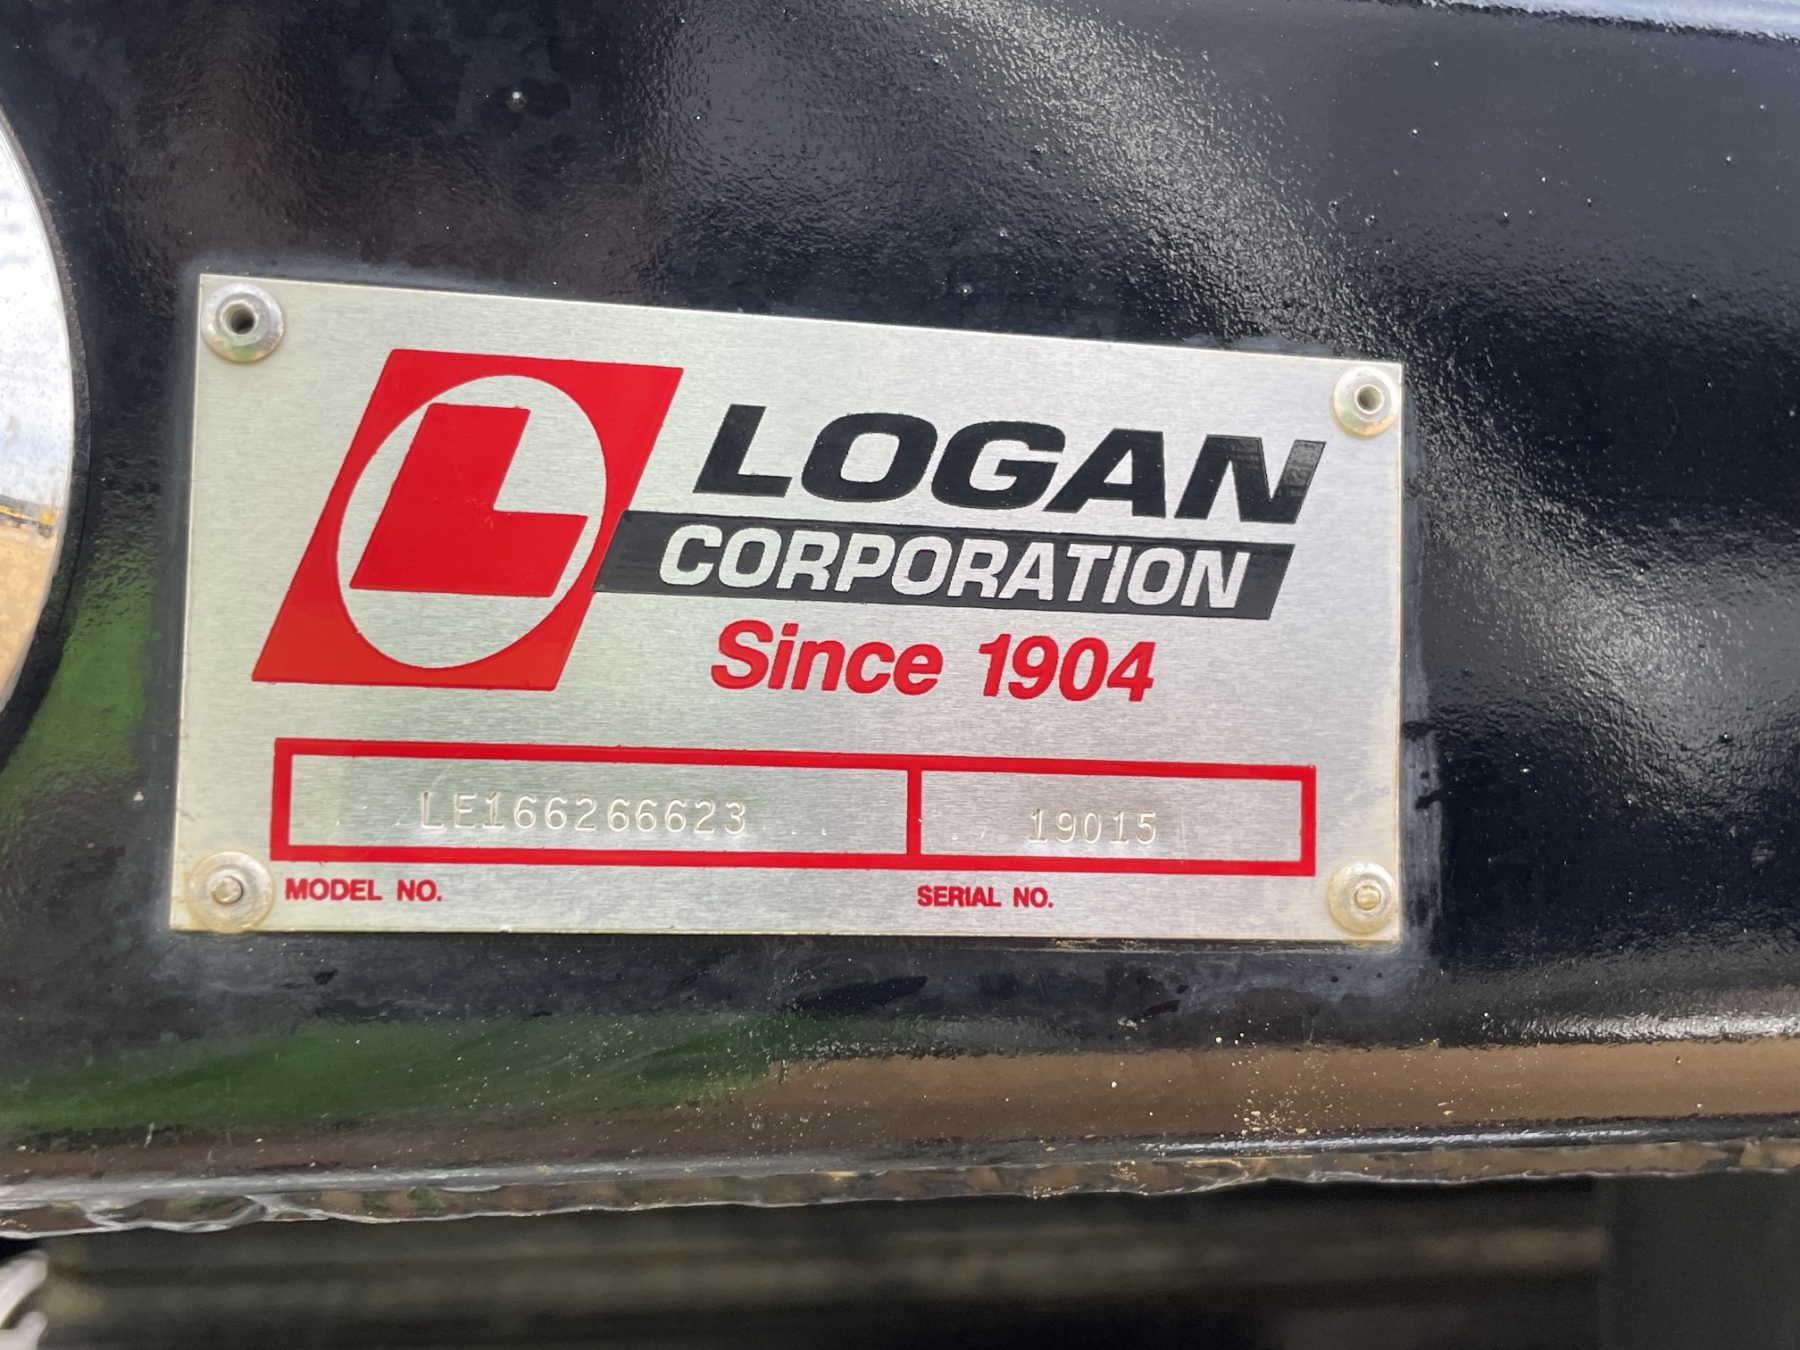 L
LOGAN
CORPORATION
Since 1904
LE166266623 19015
MODEL NO. SERIAL NO.